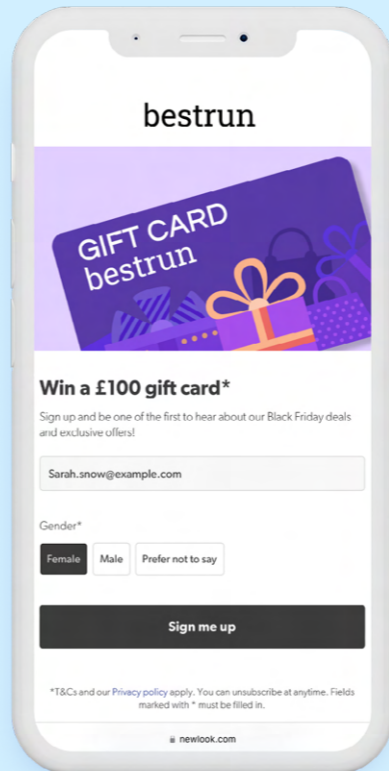 bestrun
GIFT CARD
bestrun
Win a £100 gift card*
Sign up and be one of the first to hear about our Black Friday deals
and exclusive offers!
Sarah.snow@example.com
Gender*
Female Male Prefer not to say
Sign me up
*T&Cs and our Privacy policy apply. You can unsubscribe at anytime. Fields
marked with * must be filled in.
newlook.com